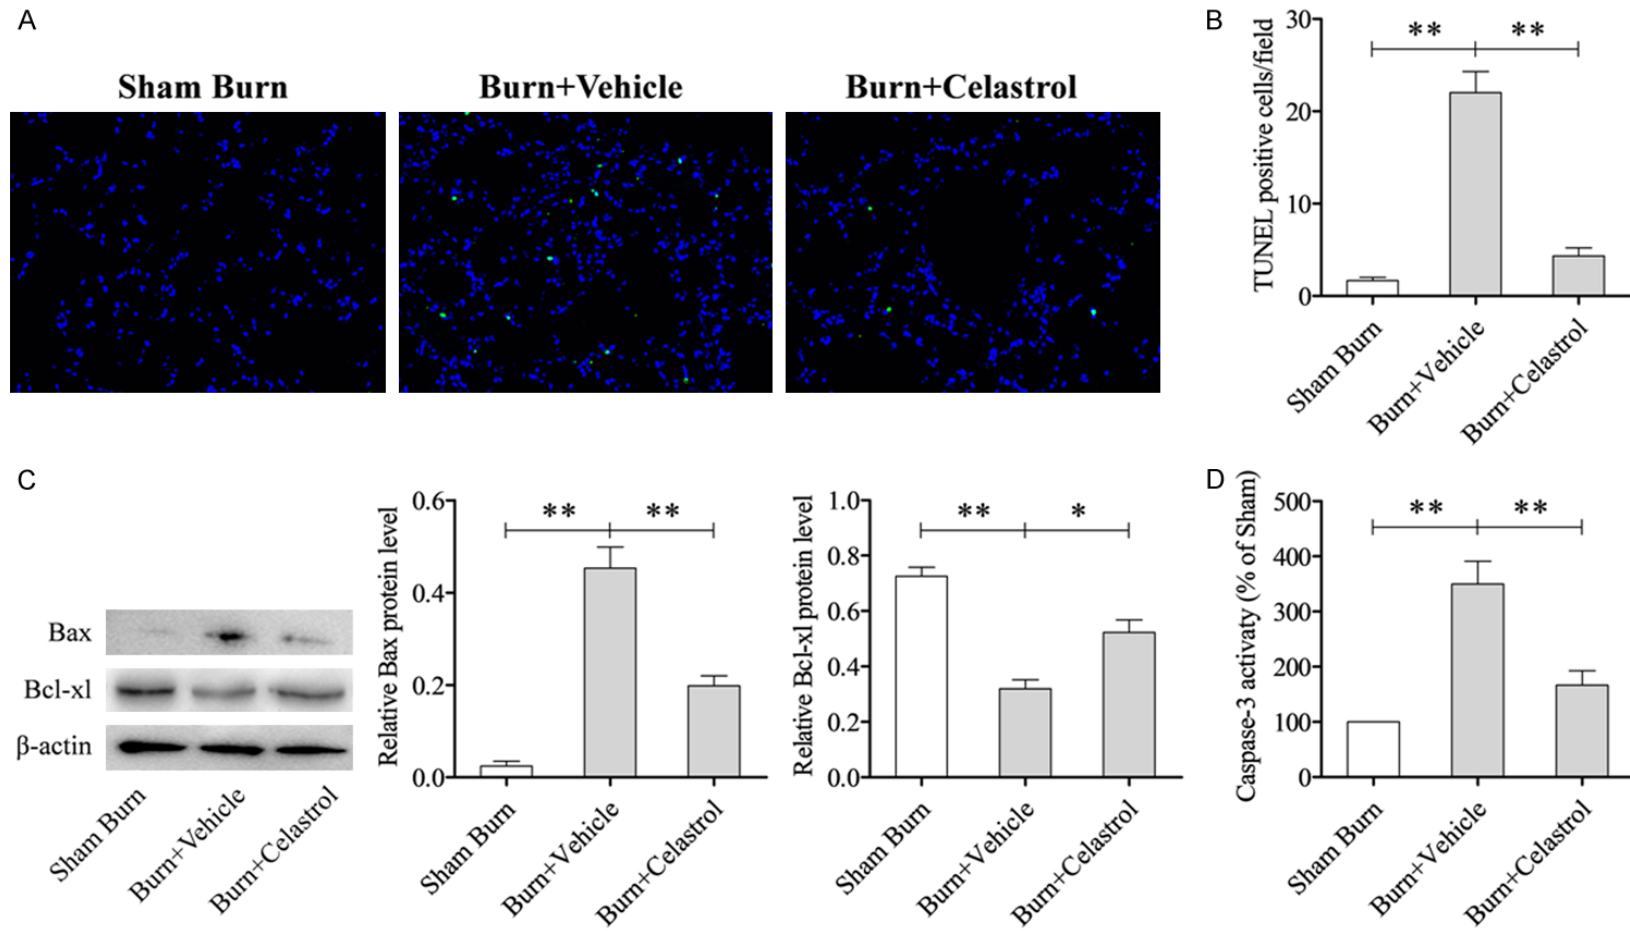 A
Sham Burn
Burn+Vehicle
Burn+Celastrol
B
TUNEL positive cells/field
30
20
10
0
**
**
Sham Burn
Burn+Vehicle
Burn+Celastrol
C
Bax
Bcl-xl
β-actin
Sham Burn
Burn+Vehicle
Burn+Celastrol
Relative Bax protein level
0.6
0.4
0.2
0.0
**
**
Sham Burn
Burn+Vehicle
Burn+Celastrol
Relative Bcl-xl protein level
1.0
0.8
0.6
0.4
0.2
0.0
**
*
Sham Burn
Burn+Vehicle
Burn+Celastrol
D
Caspase-3 activaty (% of Sham)
500
400
300
200
100
0
**
**
Sham Burn
Burn+Vehicle
Burn+Celastrol